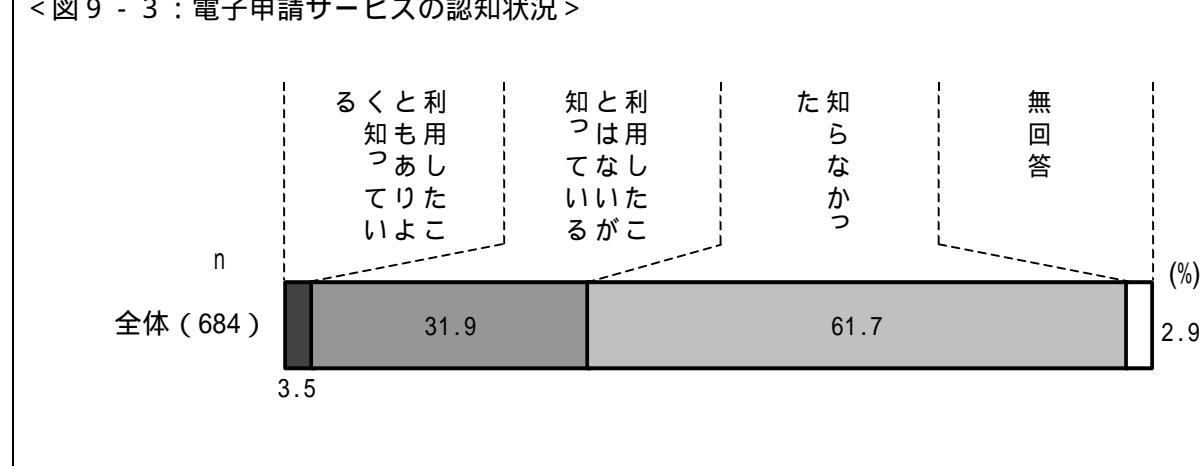 <図9-3:電子申請サービスの認知状況>
利用したこ
ともありよ
く知ってい
る
利用したこ
とはないが
知っている
知らなかっ
た
無回答
n
(%)
全体(684)
31.9
61.7
2.9
3.5